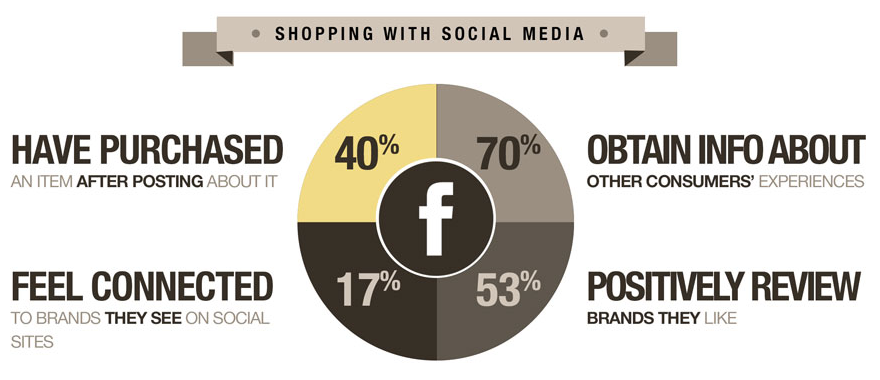 SHOPPING WITH SOCIAL MEDIA
HAVE PURCHASED
AN ITEM AFTER POSTING ABOUT IT
40%
70%
OBTAIN INFO ABOUT
OTHER CONSUMERS' EXPERIENCES
f
FEEL CONNECTED
TO BRANDS THEY SEE ON SOCIAL
SITES
17%
53%
POSITIVELY REVIEW
BRANDS THEY LIKE